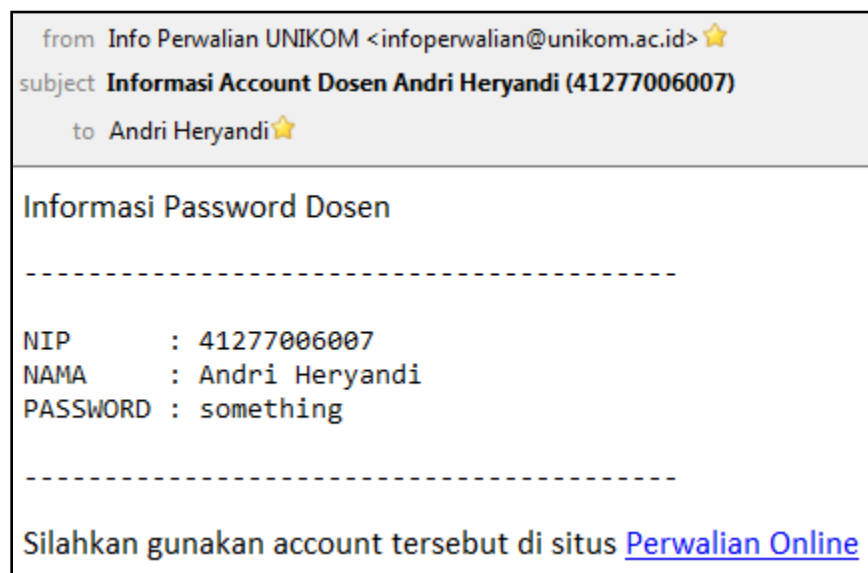 from Info Perwalian UNIKOM <infoperwalian@unikom.ac.id>
subject Informasi Account Dosen Andri Heryandi (41277006007)
to Andri Heryandi
Informasi Password Dosen
-----------------------------------------
NIP : 41277006007
NAMA : Andri Heryandi
PASSWORD : something
-----------------------------------------
Silahkan gunakan account tersebut di situs Perwalian Online